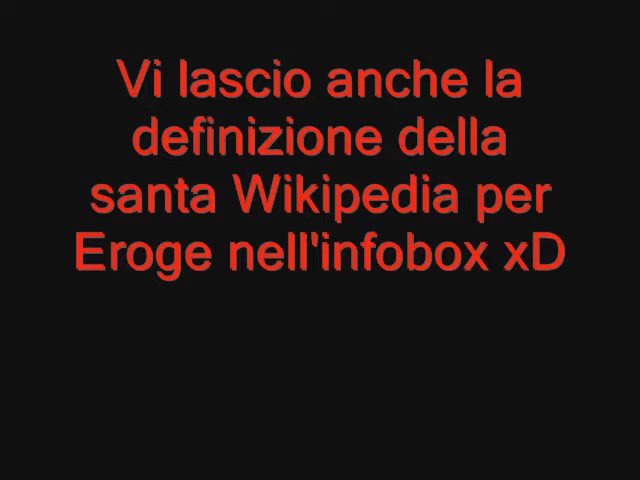 Vi lascio anche la
definizione della
santa Wikipedia per
Eroge nell'infobox xD